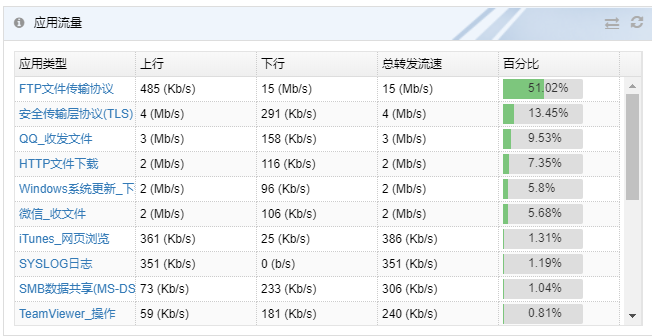 应用流量
应用类型 上行 下行 总转发流速 百分比
FTP文件传输协议 485 (Kb/s) 15 (Mb/s) 15 (Mb/s) 51.02%
安全传输层协议(TLS) 4 (Mb/s) 291 (Kb/s) 4 (Mb/s) 13.45%
QQ_收发文件 3 (Mb/s) 158 (Kb/s) 3 (Mb/s) 9.53%
HTTP文件下载 2 (Mb/s) 116 (Kb/s) 2 (Mb/s) 7.35%
Windows系统更新_下 2 (Mb/s) 96 (Kb/s) 2 (Mb/s) 5.8%
微信_收文件 2 (Mb/s) 106 (Kb/s) 2 (Mb/s) 5.68%
iTunes_网页浏览 361 (Kb/s) 25 (Kb/s) 386 (Kb/s) 1.31%
SYSLOG日志 351 (Kb/s) 0 (b/s) 351 (Kb/s) 1.19%
SMB数据共享(MS-DS 73 (Kb/s) 233 (Kb/s) 306 (Kb/s) 1.04%
TeamViewer_操作 59 (Kb/s) 181 (Kb/s) 240 (Kb/s) 0.81%